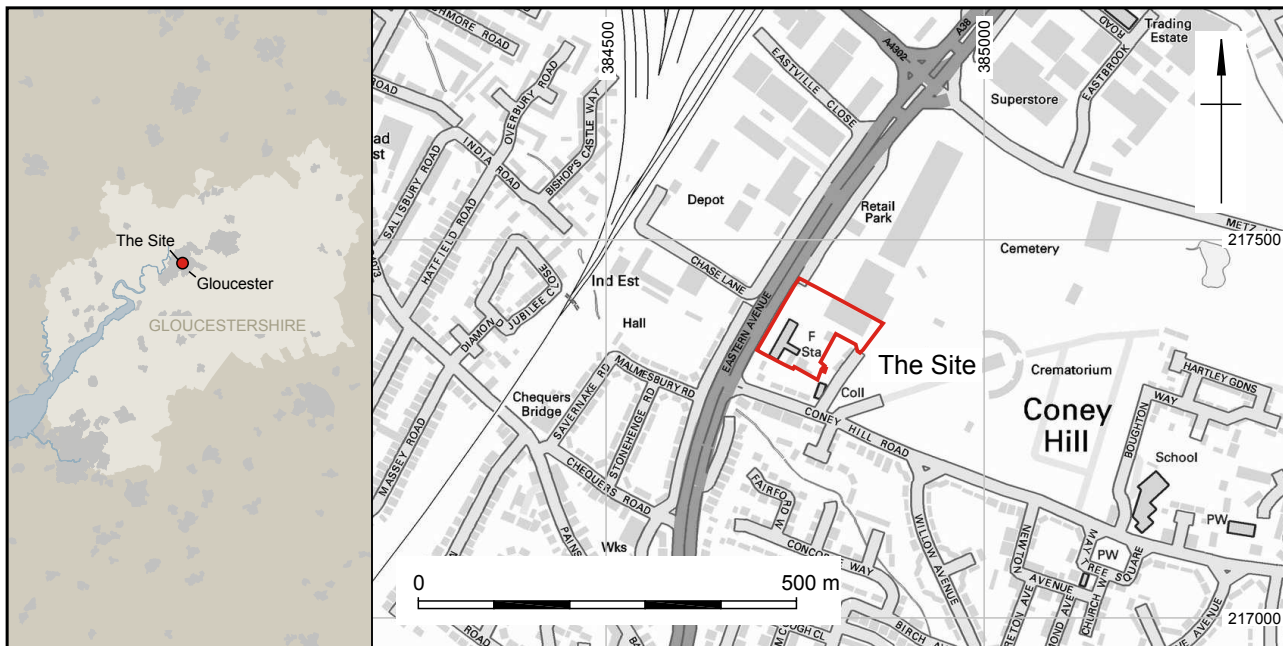 The Site
Gloucester
GLOUCESTERSHIRE
384500
385000
217500
217000
ROAD
INDIA ROAD
OVERBURY ROAD
BISHOP'S CASTLE WAY
SALISBURY ROAD
HATFIELD ROAD
A4302
A38
EASTVILLE CLOSE
Trading
Estate
EASTBROOK
ROAD
Superstore
Depot
Retail
Park
Cemetery
CHASE LANE
EASTERN AVENUE
Ind Est
Hall
DIAMOND
JUBILEE CLOSE
F
Sta
The Site
Coll
Crematorium
Coney
Hill
HARTLEY GDNS
BOUGHTON
WAY
School
PW
PW
MALMESBURY RD
SAVERNAKE RD
STONEHENGE RD
Chequers
Bridge
CHEQUERS ROAD
MASSEY ROAD
CONEY HILL ROAD
WILLOW AVENUE
Wks
0
500 m
ROAD
BIRCH
AVENUE